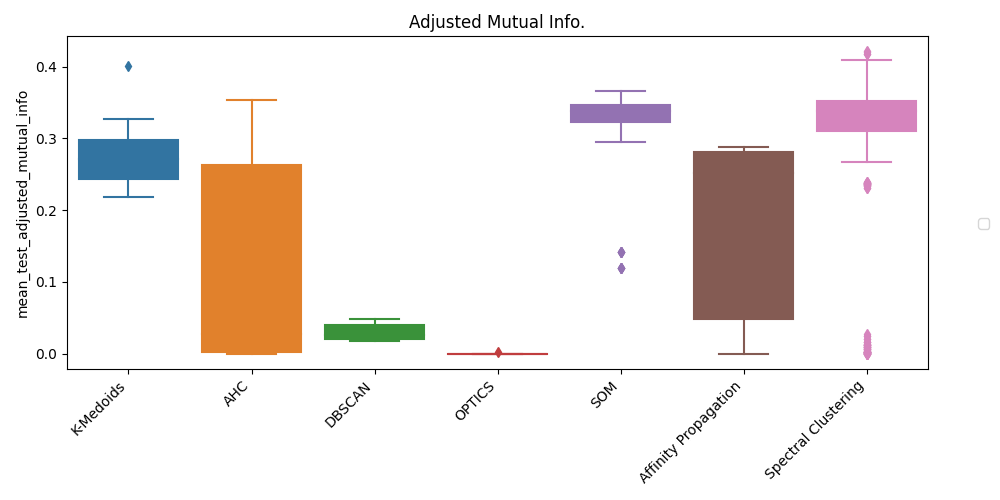 Adjusted Mutual Info.
mean_test_adjusted_mutual_info
0.4
0.3
0.2
0.1
0.0
K-Medoids
AHC
DBSCAN
OPTICS
SOM
Affinity Propagation
Spectral Clustering